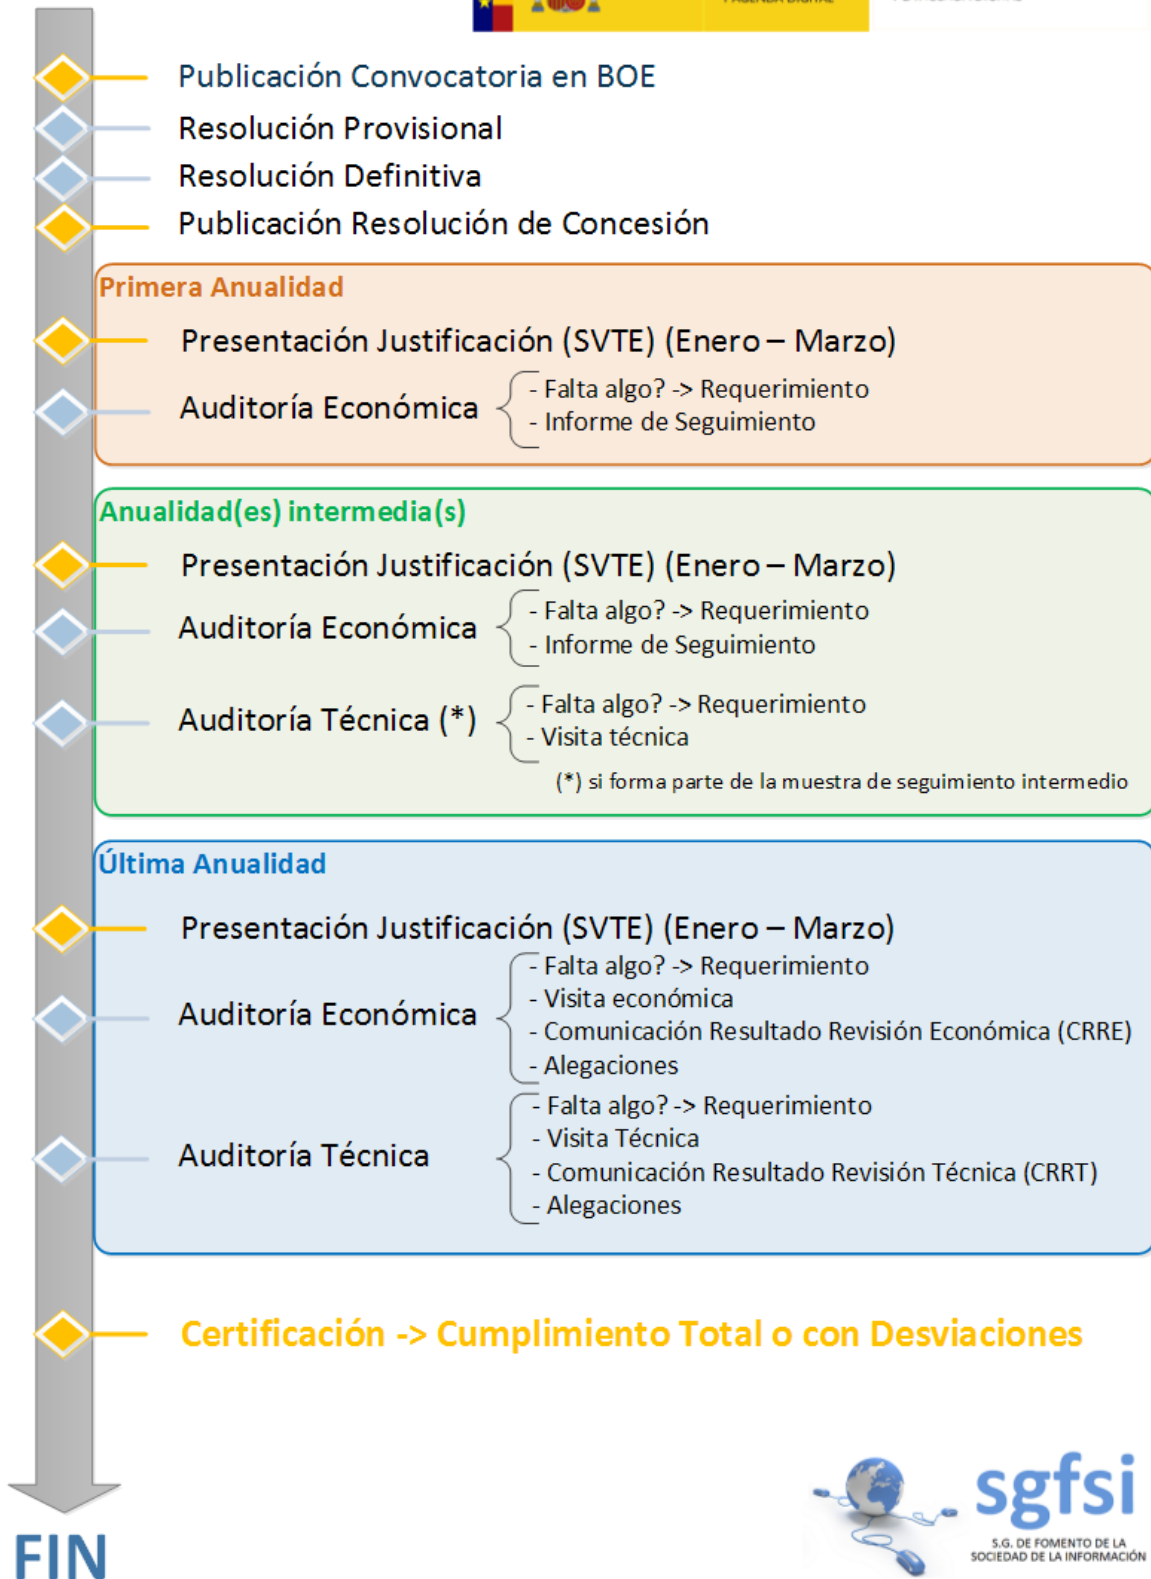 Y AGENDA DIGITAL
Publicación Convocatoria en BOE
Resolución Provisional
Resolución Definitiva
Publicación Resolución de Concesión
Primera Anualidad
Presentación Justificación (SVTE) (Enero – Marzo)
Auditoría Económica
- Falta algo? -> Requerimiento
- Informe de Seguimiento
Anualidad(es) intermedia(s)
Presentación Justificación (SVTE) (Enero – Marzo)
Auditoría Económica
- Falta algo? -> Requerimiento
- Informe de Seguimiento
Auditoría Técnica (*)
- Falta algo? -> Requerimiento
- Visita técnica
(*) si forma parte de la muestra de seguimiento intermedio
Última Anualidad
Presentación Justificación (SVTE) (Enero – Marzo)
Auditoría Económica
- Falta algo? -> Requerimiento
- Visita económica
- Comunicación Resultado Revisión Económica (CRRE)
- Alegaciones
Auditoría Técnica
- Falta algo? -> Requerimiento
- Visita Técnica
- Comunicación Resultado Revisión Técnica (CRRT)
- Alegaciones
Certificación -> Cumplimiento Total o con Desviaciones
FIN
sgfsi
S.G. DE FOMENTO DE LA
SOCIEDAD DE LA INFORMACIÓN